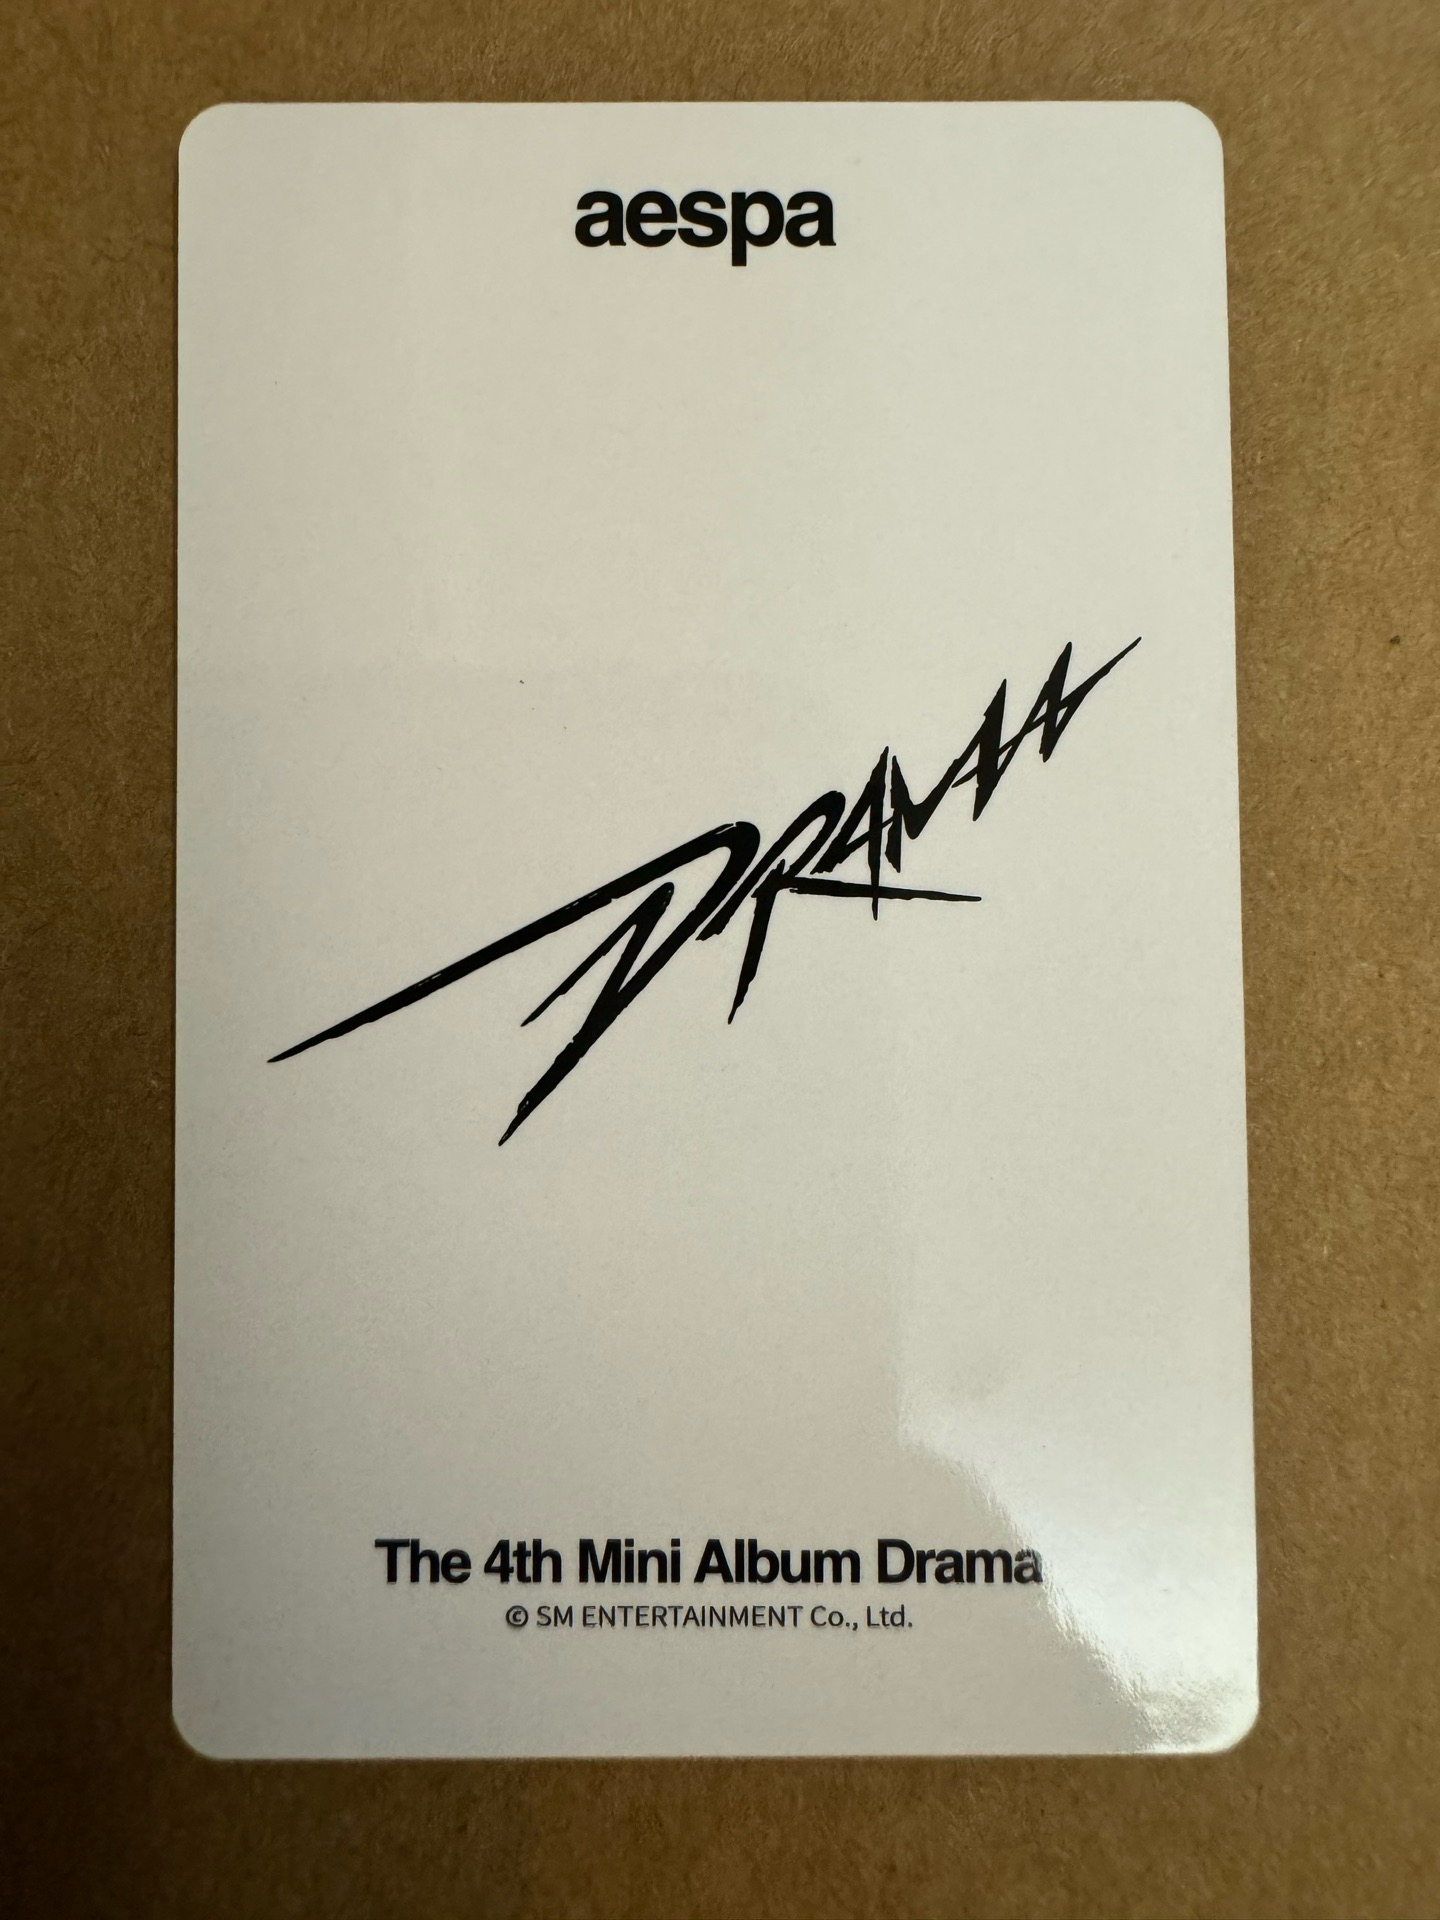 aespa
DRAMA
The 4th Mini Album Drama
© SM ENTERTAINMENT Co., Ltd.